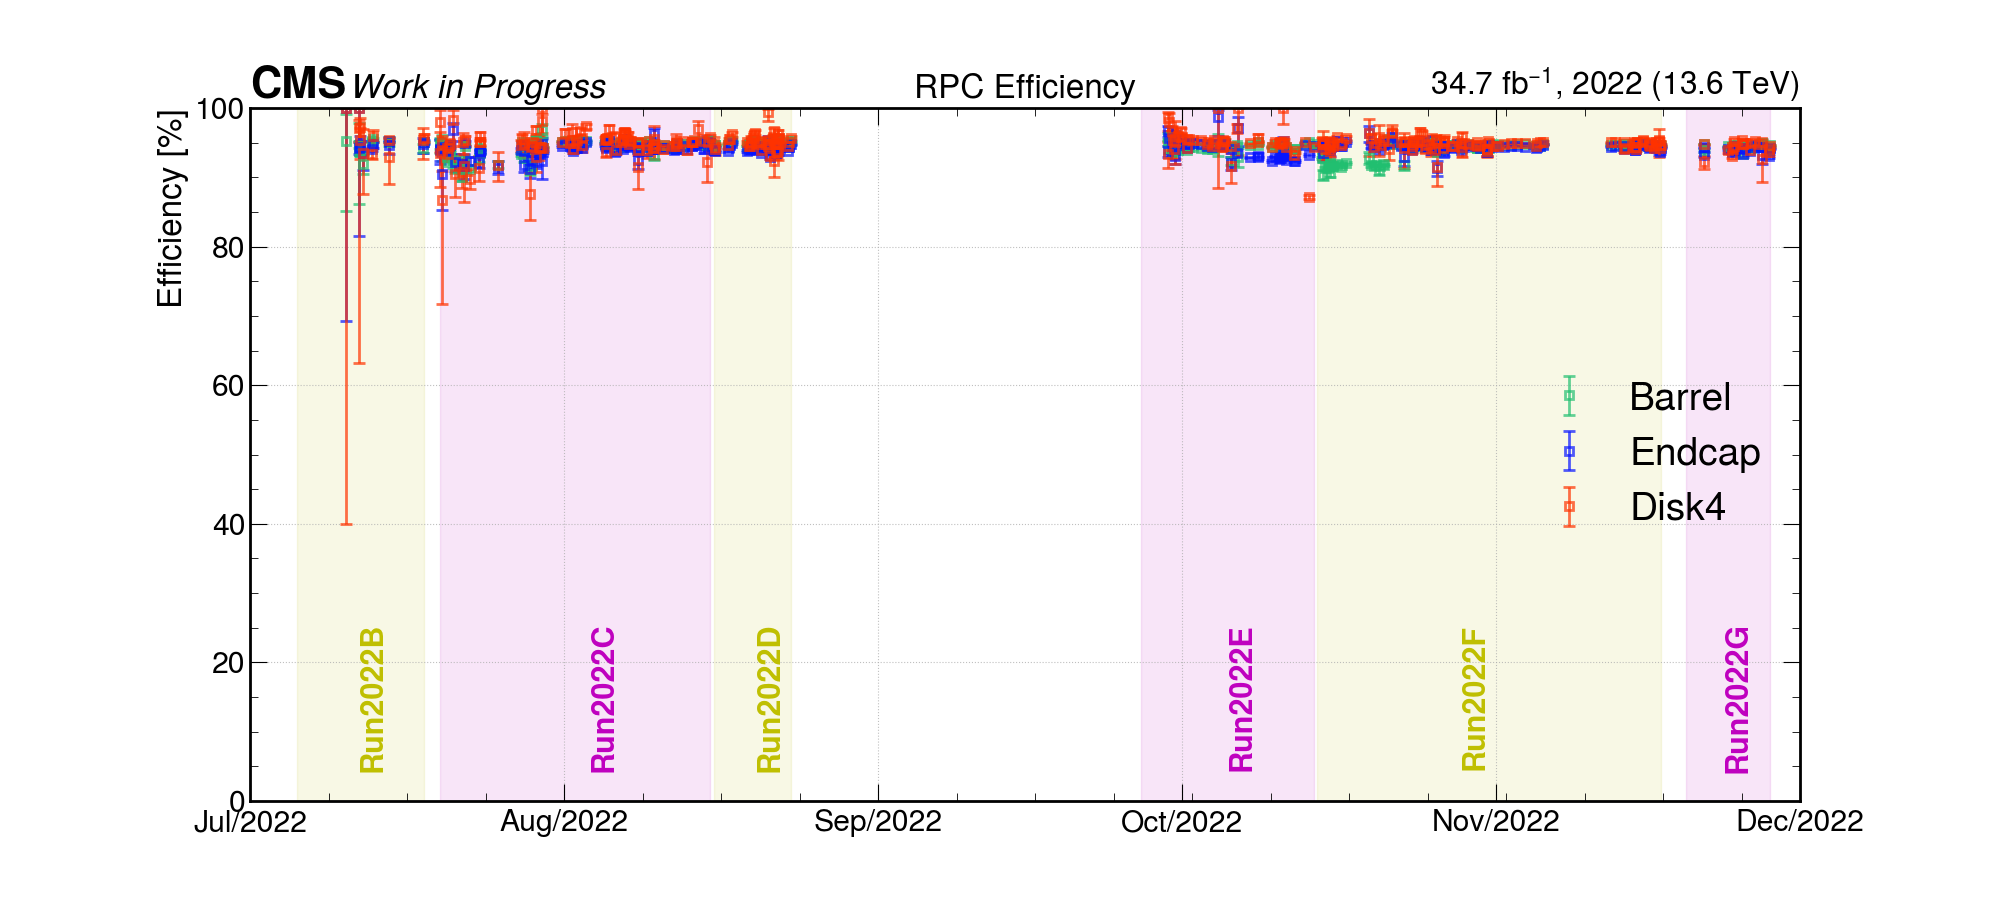 CMS Work in Progress RPC Efficiency 34.7 fb⁻¹, 2022 (13.6 TeV)
Efficiency [%]
100
80
60
40
20
0
Barrel
Endcap
Disk4
Run2022B
Run2022C
Run2022D
Run2022E
Run2022F
Run2022G
Jul/2022 Aug/2022 Sep/2022 Oct/2022 Nov/2022 Dec/2022